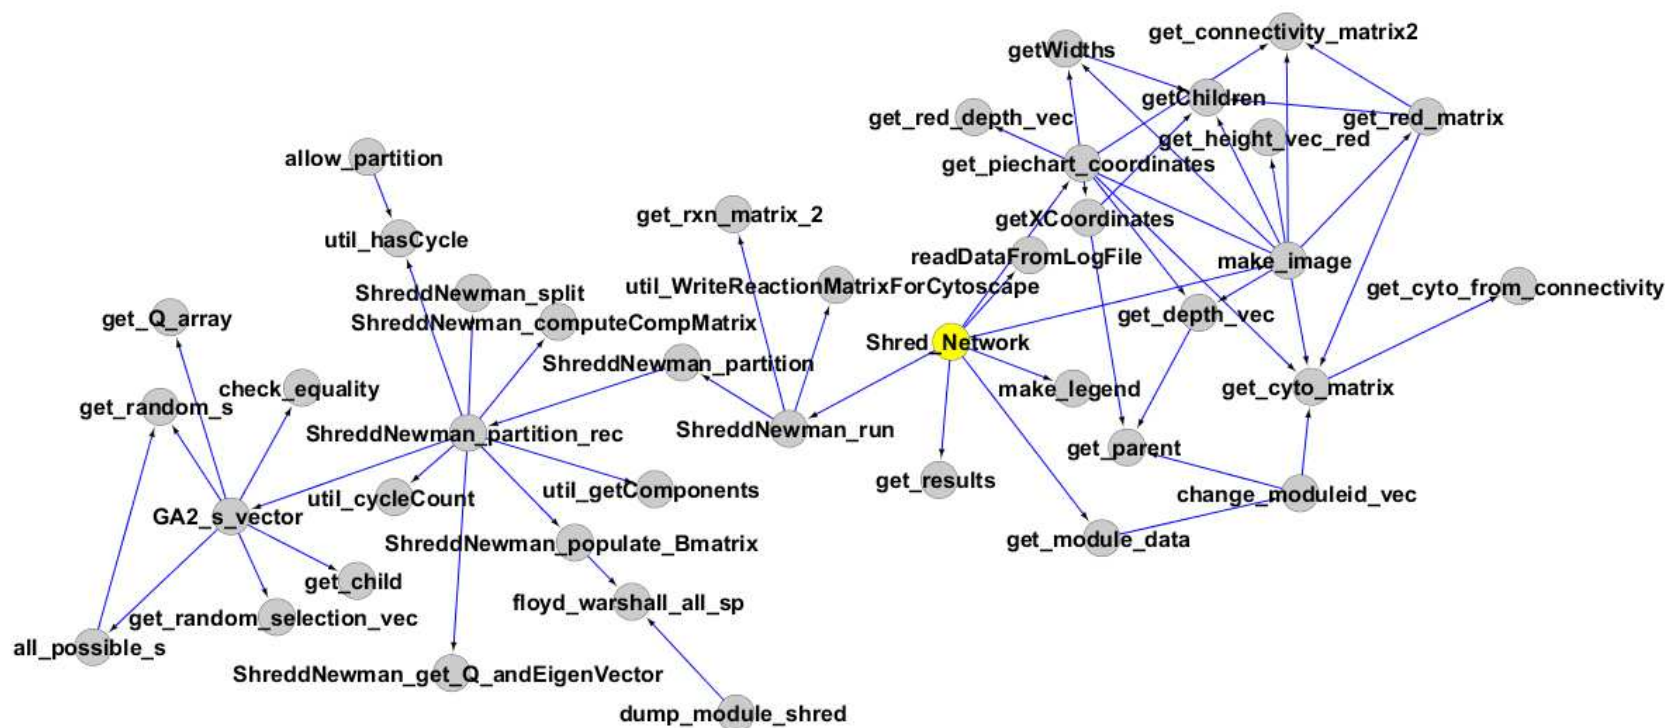 get_connectivity_matrix2
getWidths
getChildren
get_red_depth_vec
get_red_matrix
get_height_vec_red
allow_partition
get_piechart_coordinates
get_rxn_matrix_2
getXCoordinates
util_hasCycle
readDataFromLogFile
make_image
util_WriteReactionMatrixForCytoscape
get_cyto_from_connectivity
ShreddNewman_split
get_Q_array
ShreddNewman_computeCompMatrix
get_depth_vec
Shred_Network
ShreddNewman_partition
check_equality
make_legend
get_cyto_matrix
get_random_s
ShreddNewman_partition_rec
ShreddNewman_run
get_parent
get_results
util_cycleCount
util_getComponents
change_moduleid_vec
GA2_s_vector
ShreddNewman_populate_Bmatrix
get_module_data
get_child
floyd_warshall_all_sp
get_random_selection_vec
all_possible_s
ShreddNewman_get_Q_andEigenVector
dump_module_shred